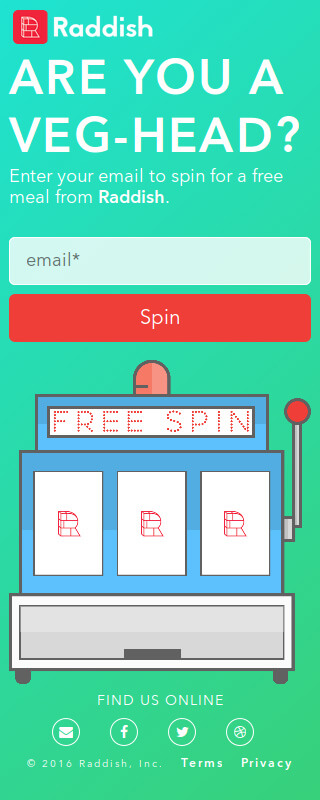 Raddish
ARE YOU A
VEG-HEAD?
Enter your email to spin for a free
meal from Raddish.
email*
Spin
FREE SPIN
FIND US ONLINE
© 2016 Raddish, Inc. Terms Privacy